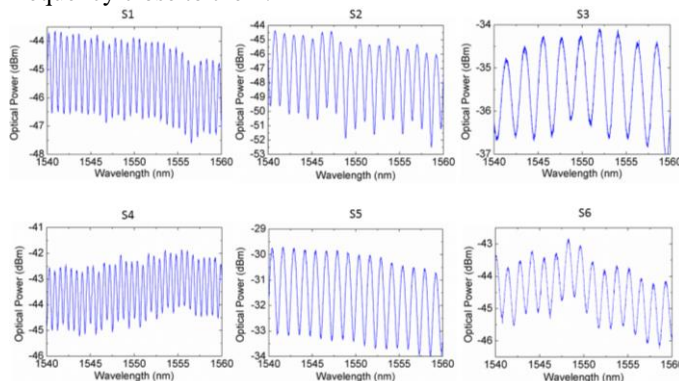 S1 S2 S3
Optical Power (dBm) -44 -45 -46 -47 -48
1540 1545 1550 1555 1560
Wavelength (nm)
Optical Power (dBm) -44 -45 -46 -47 -48 -49 -50 -51 -52 -53
1540 1545 1550 1555 1560
Wavelength (nm)
Optical Power (dBm) -34 -35 -36 -37
1540 1545 1550 1555 1560
Wavelength (nm)
S4 S5 S6
Optical Power (dBm) -41 -42 -43 -44 -45 -46
1540 1545 1550 1555 1560
Wavelength (nm)
Optical Power (dBm) -29 -30 -31 -32 -33 -34
1540 1545 1550 1555 1560
Wavelength (nm)
Optical Power (dBm) -43 -44 -45 -46
1540 1545 1550 1555 1560
Wavelength (nm)